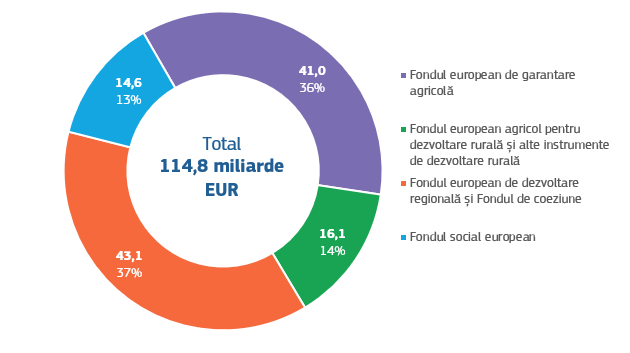 41,0
36%
14,6
13%
Total
114,8 miliarde
EUR
16,1
14%
43,1
37%
Fondul european de garantare
agricolă
Fondul european agricol pentru
dezvoltare rurală și alte instrumente
de dezvoltare rurală
Fondul european de dezvoltare
regională și Fondul de coeziune
Fondul social european